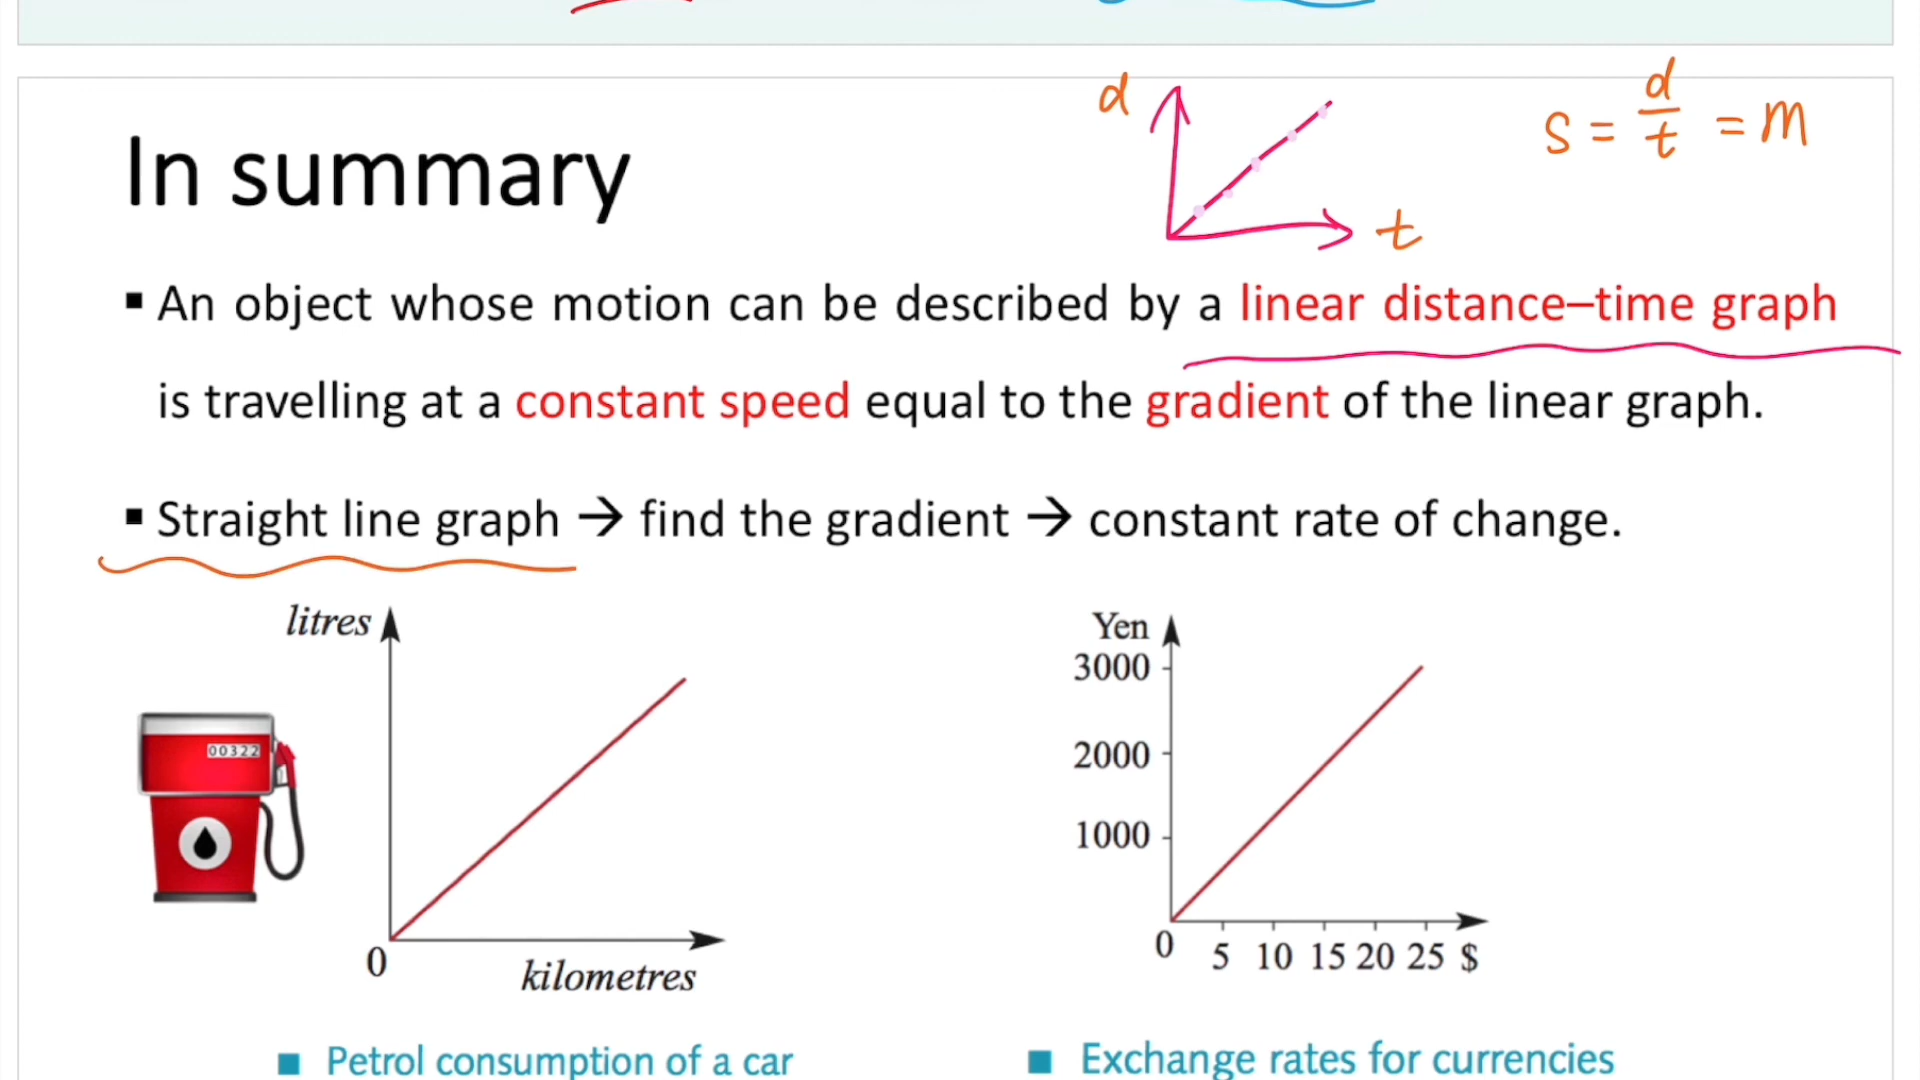 d
s = d/t = m
In summary
t
▪ An object whose motion can be described by a linear distance–time graph
is travelling at a constant speed equal to the gradient of the linear graph.
▪ Straight line graph → find the gradient → constant rate of change.
litres
00322
0
kilometres
Yen
3000
2000
1000
0 5 10 15 20 25 $
■ Petrol consumption of a car
■ Exchange rates for currencies